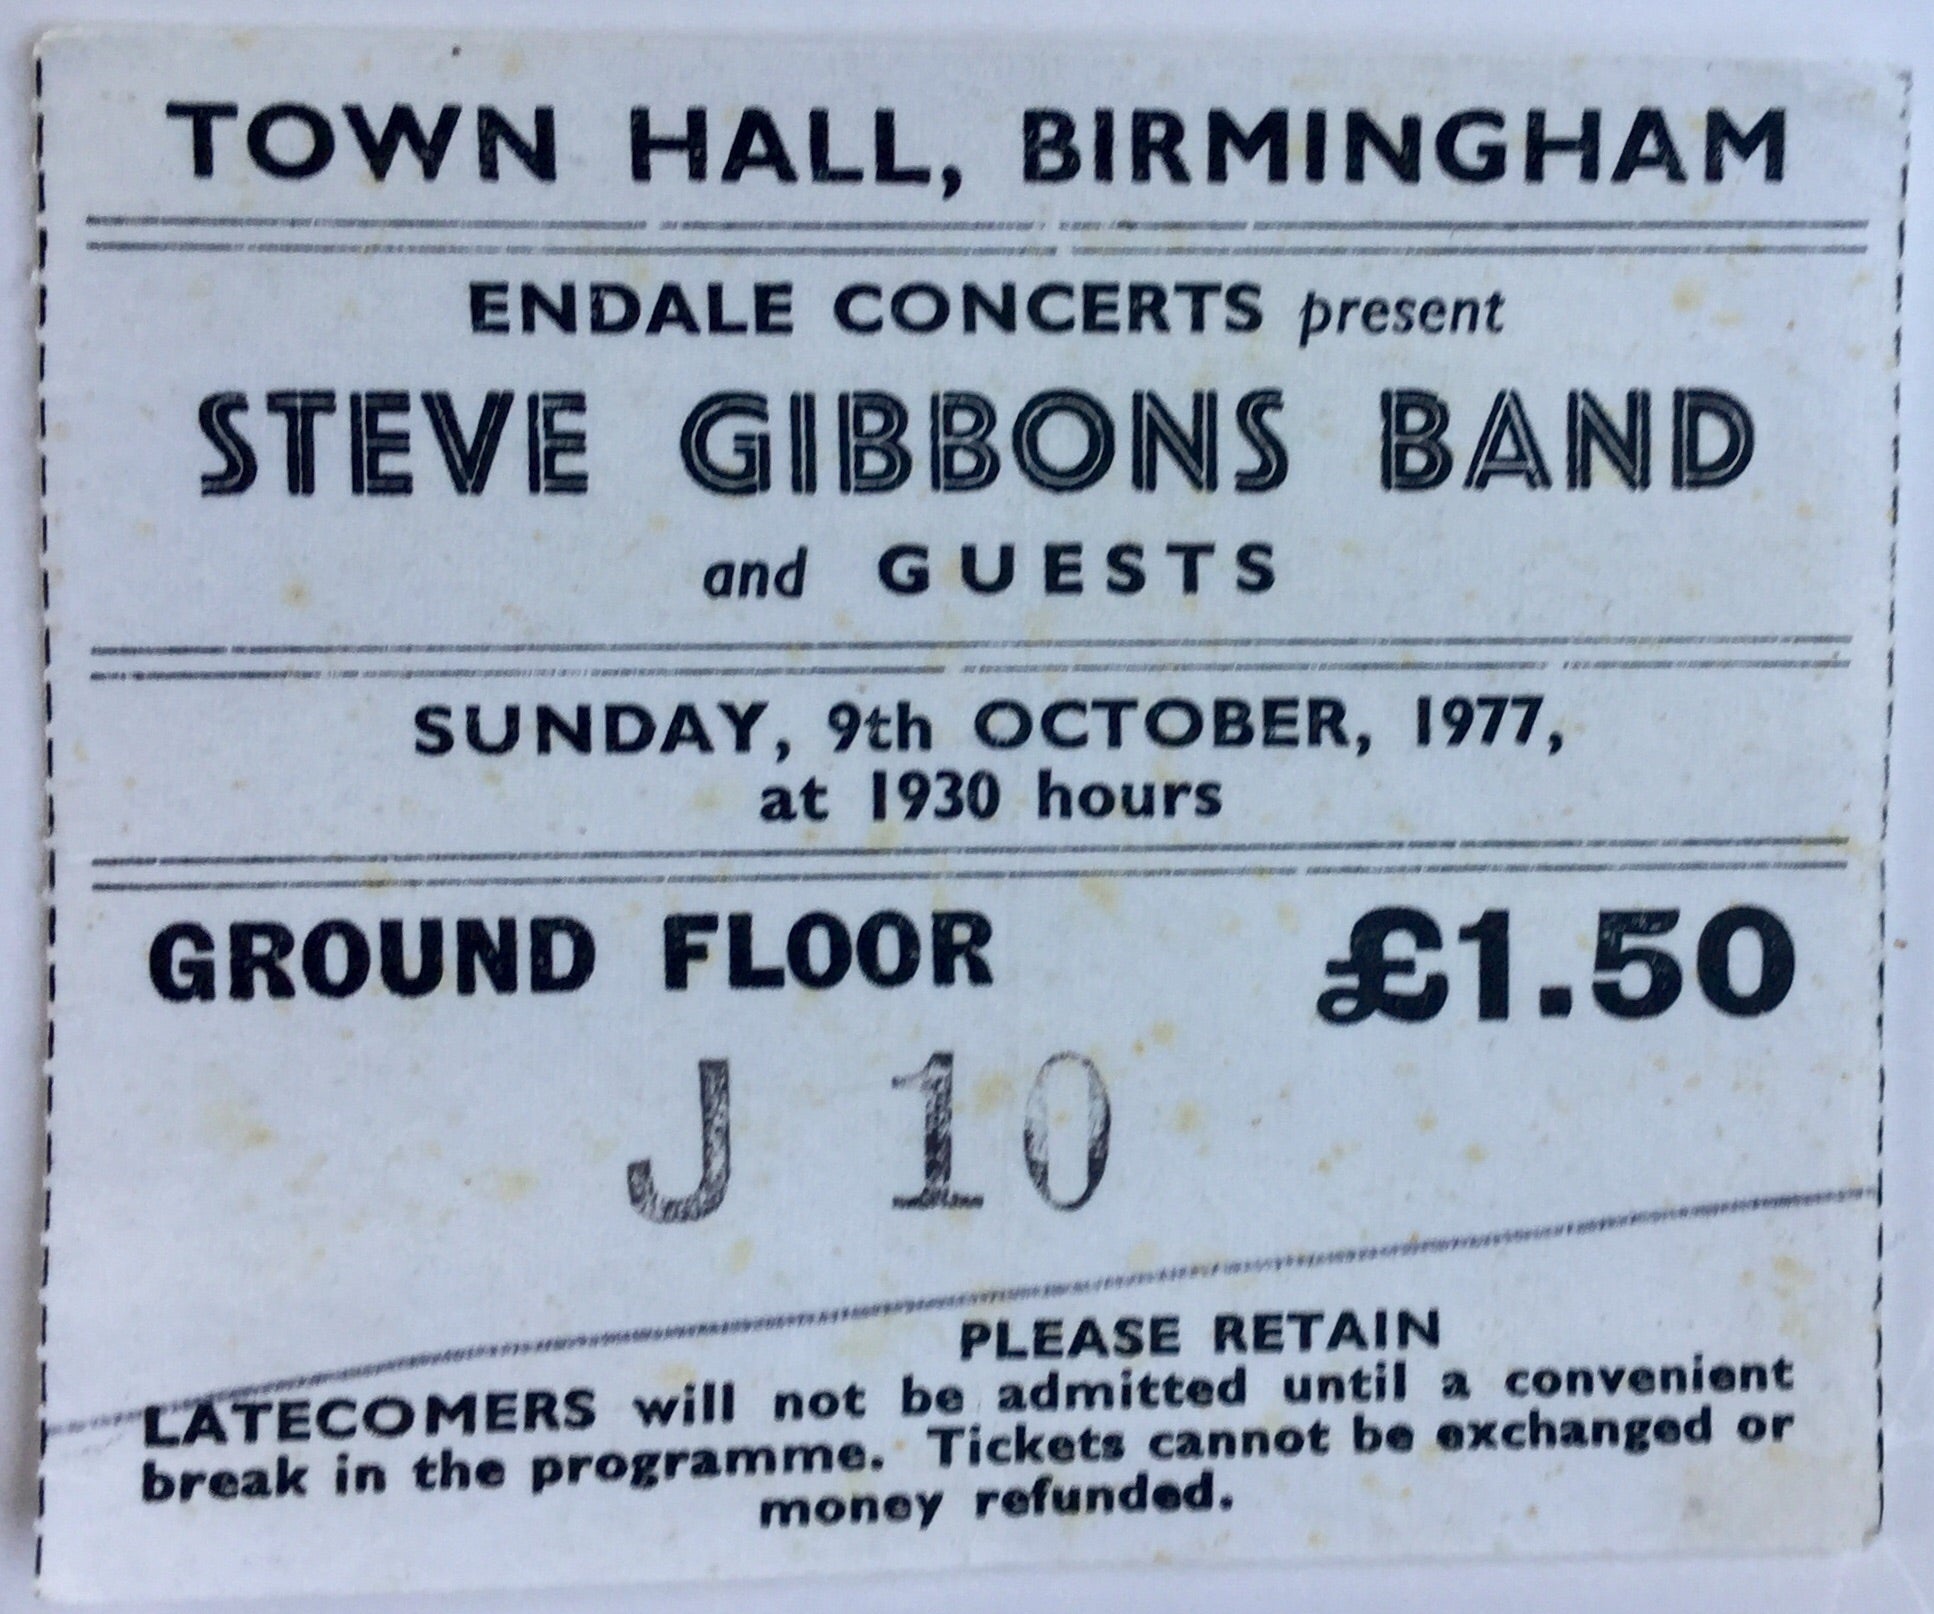 TOWN HALL, BIRMINGHAM
ENDALE CONCERTS present
STEVE GIBBONS BAND
and GUESTS
SUNDAY, 9th OCTOBER, 1977,
at 1930 hours
GROUND FLOOR £1.50
J 10
PLEASE RETAIN
LATECOMERS will not be admitted until a convenient
break in the programme. Tickets cannot be exchanged or
money refunded.